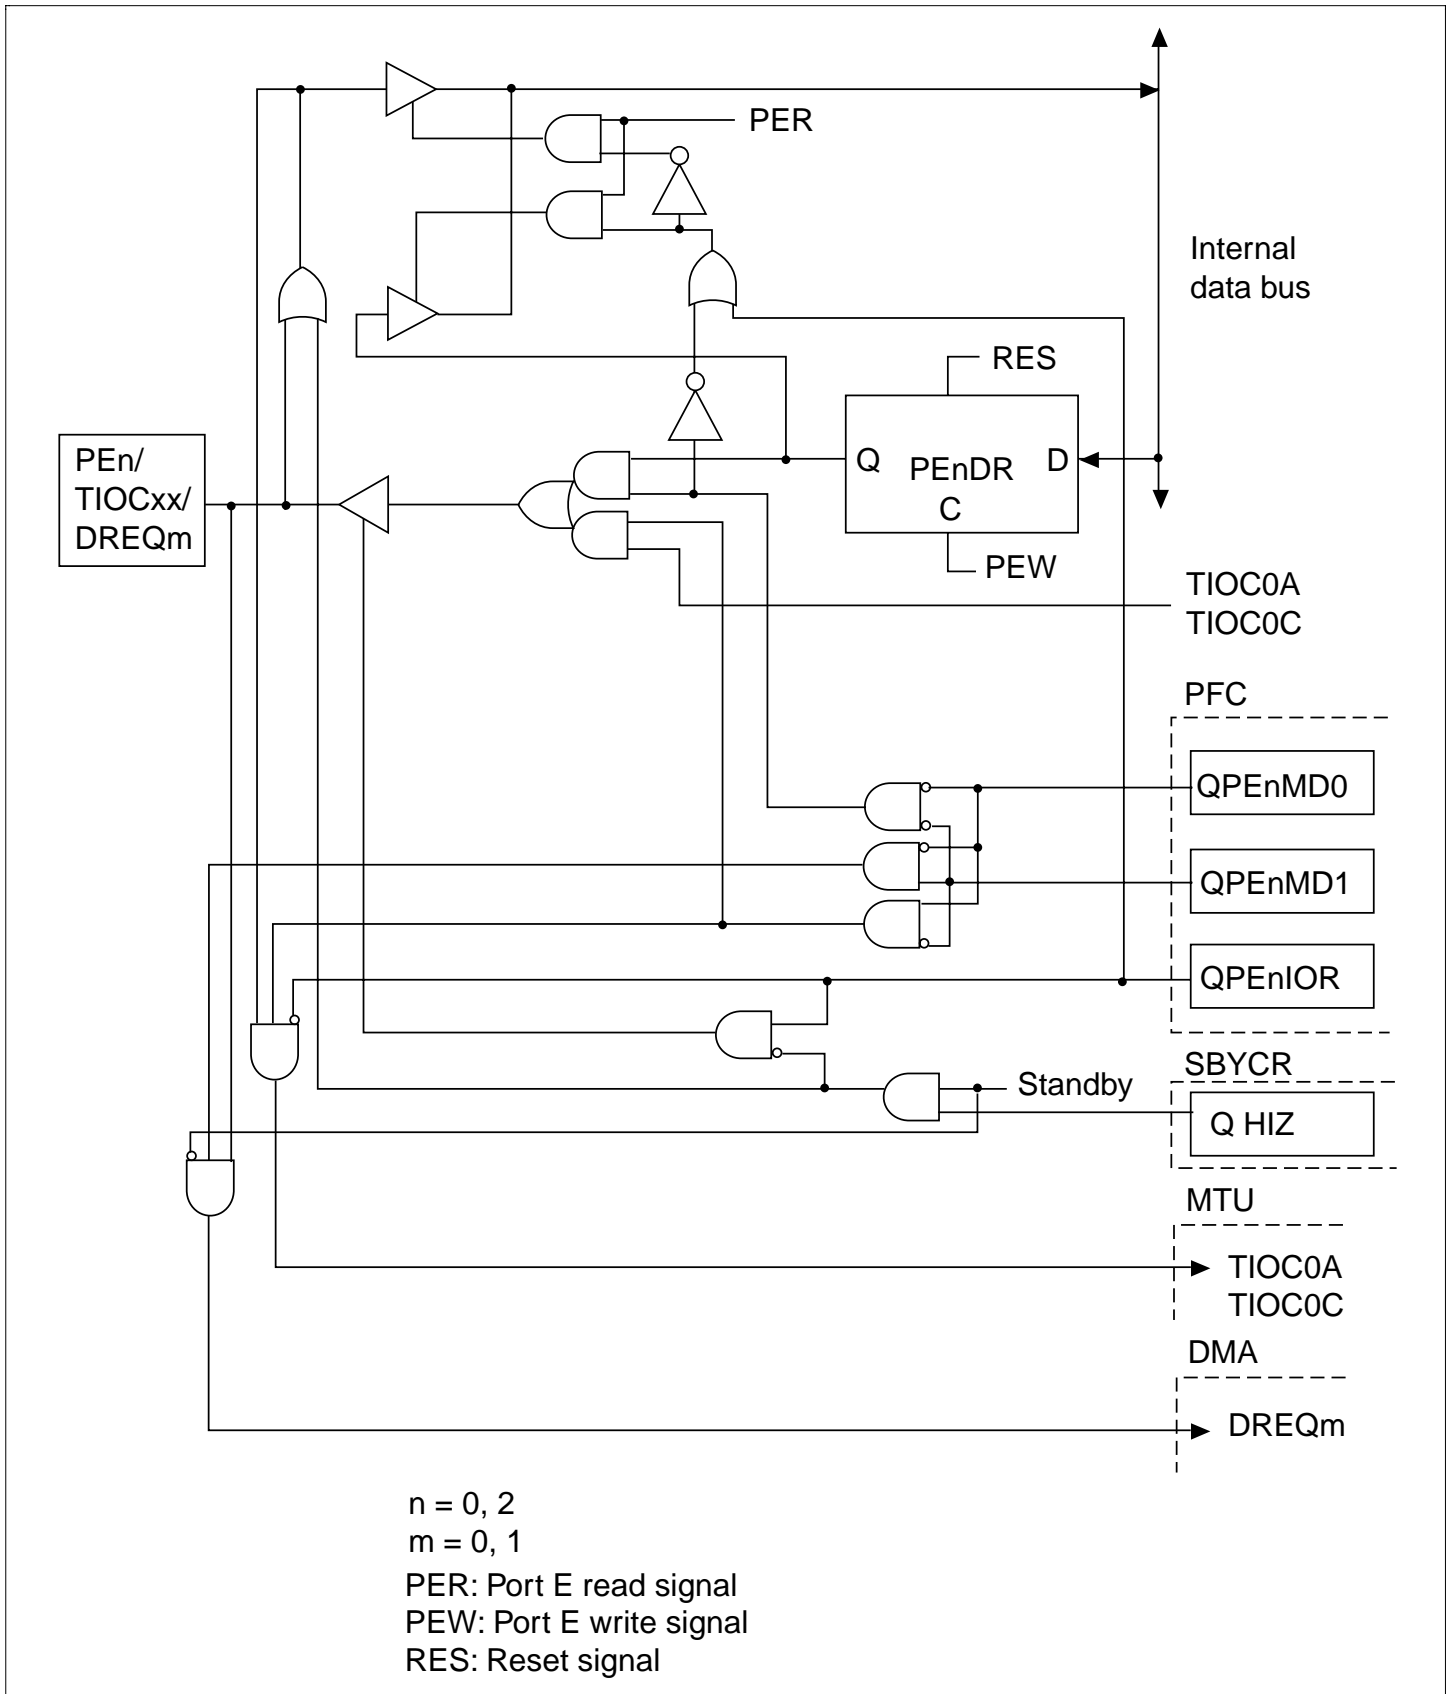 PER
Internal
data bus
RES
PEn/
TIOCxx/
DREQm
Q
PEnDR
D
C
PEW
TIOC0A
TIOC0C
PFC
QPEnMD0
QPEnMD1
QPEnIOR
SBYCR
Standby
Q HIZ
MTU
TIOC0A
TIOC0C
DMA
DREQm
n = 0, 2
m = 0, 1
PER: Port E read signal
PEW: Port E write signal
RES: Reset signal